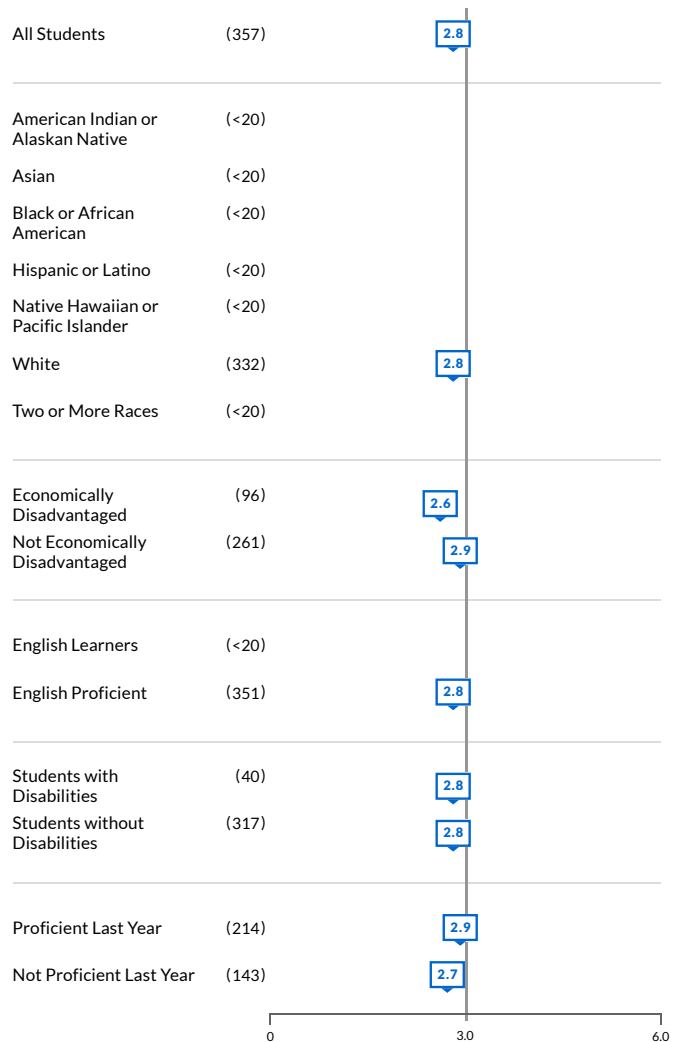 All Students (357) 2.8
American Indian or (<20)
Alaskan Native
Asian (<20)
Black or African (<20)
American
Hispanic or Latino (<20)
Native Hawaiian or (<20)
Pacific Islander
White (332) 2.8
Two or More Races (<20)
Economically (96) 2.6
Disadvantaged
Not Economically (261) 2.9
Disadvantaged
English Learners (<20)
English Proficient (351) 2.8
Students with (40) 2.8
Disabilities
Students without (317) 2.8
Disabilities
Proficient Last Year (214) 2.9
Not Proficient Last Year (143) 2.7
0 3.0 6.0